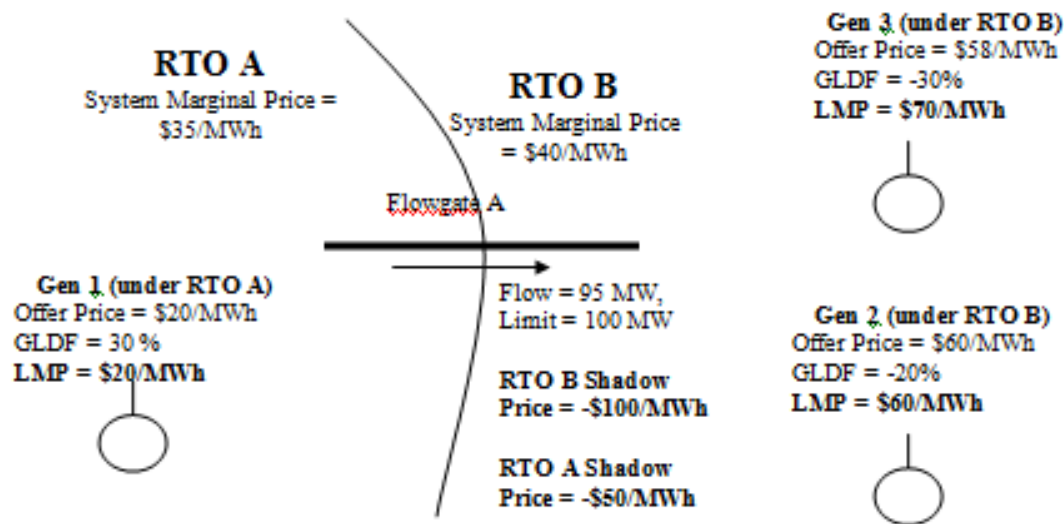 RTO A
System Marginal Price =
$35/MWh
RTO B
System Marginal Price
= $40/MWh
Gen 3 (under RTO B)
Offer Price = $58/MWh
GLDF = -30%
LMP = $70/MWh
Flowgate A
Gen 1 (under RTO A)
Offer Price = $20/MWh
GLDF = 30 %
LMP = $20/MWh
Flow = 95 MW,
Limit = 100 MW
RTO B Shadow
Price = -$100/MWh
RTO A Shadow
Price = -$50/MWh
Gen 2 (under RTO B)
Offer Price = $60/MWh
GLDF = -20%
LMP = $60/MWh